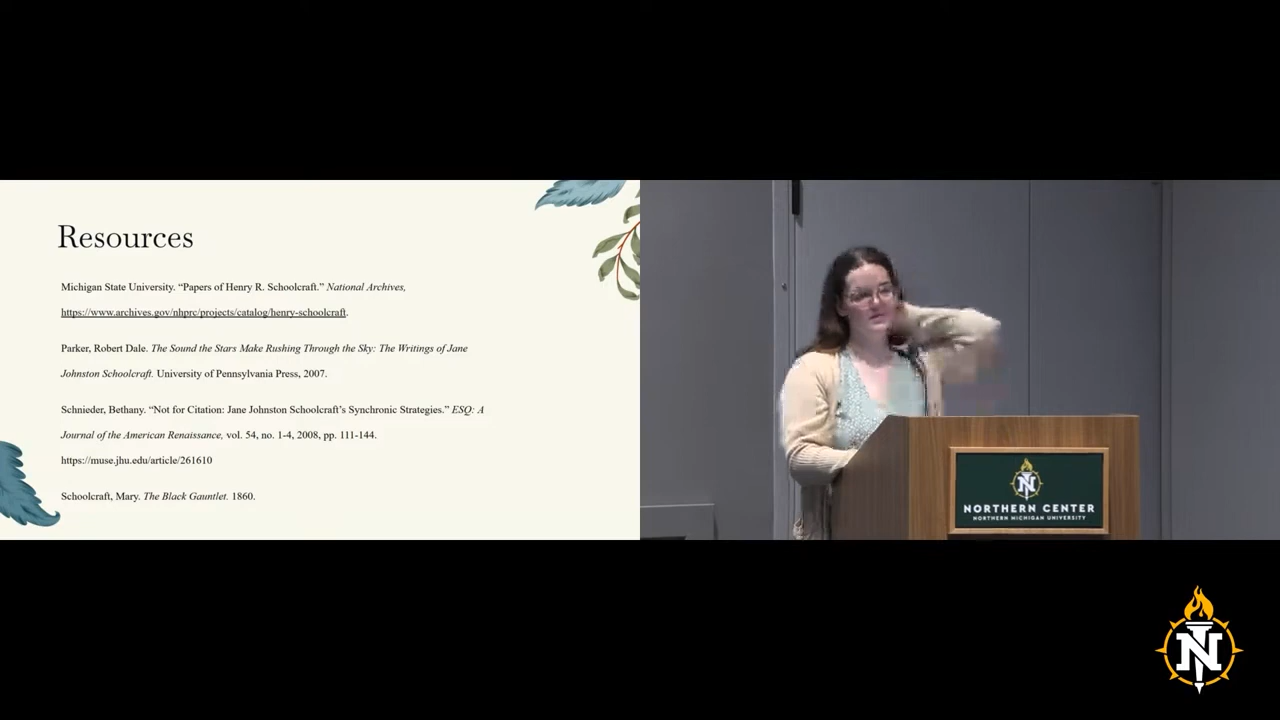 Resources
Michigan State University. “Papers of Henry R. Schoolcraft.” National Archives,
https://www.archives.gov/nhprc/projects/catalog/henry-schoolcraft.
Parker, Robert Dale. The Sound the Stars Make Rushing Through the Sky: The Writings of Jane
Johnston Schoolcraft. University of Pennsylvania Press, 2007.
Schnieder, Bethany. “Not for Citation: Jane Johnston Schoolcraft’s Synchronic Strategies.” ESQ: A
Journal of the American Renaissance, vol. 54, no. 1-4, 2008, pp. 111-144.
https://muse.jhu.edu/article/261610
Schoolcraft, Mary. The Black Gauntlet. 1860.
N
NORTHERN CENTER
NORTHERN MICHIGAN UNIVERSITY
N